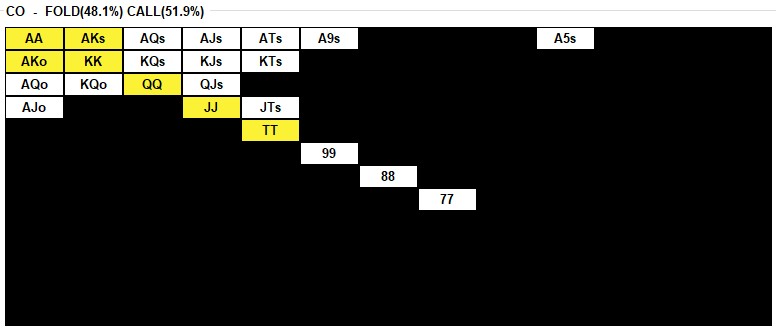 CO - FOLD(48.1%) CALL(51.9%)
AA AKs AQs AJs ATs A9s A5s
AKo KK KQs KJs KTs
AQo KQo QQ QJs
AJo JJ JTs
TT
99
88
77